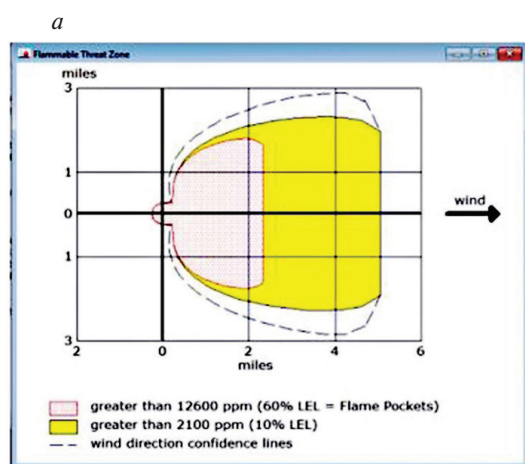 a
Flammable Threat Zone
miles
3
1
0
1
3
2 0 2 4 6
miles
wind
greater than 12600 ppm (60% LEL = Flame Pockets)
greater than 2100 ppm (10% LEL)
wind direction confidence lines